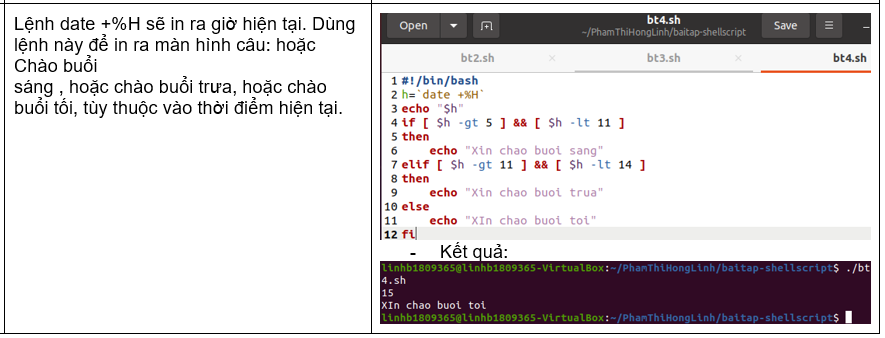 Lệnh date +%H sẽ in ra giờ hiện tại. Dùng
lệnh này để in ra màn hình câu: hoặc
Chào buổi
sáng , hoặc chào buổi trưa, hoặc chào
buổi tối, tùy thuộc vào thời điểm hiện tại.
Open
bt4.sh
~/PhamThiHongLinh/baitap-shellscript
Save
bt2.sh × bt3.sh × bt4.sh
1 #!/bin/bash
2 h=`date +%H`
3 echo "$h"
4 if [ $h -gt 5 ] && [ $h -lt 11 ]
5 then
6 echo "Xin chao buoi sang"
7 elif [ $h -gt 11 ] && [ $h -lt 14 ]
8 then
9 echo "Xin chao buoi trua"
10 else
11 echo "XIn chao buoi toi"
12 fi
- Kết quả:
linhb1809365@linhb1809365-VirtualBox:~/PhamThiHongLinh/baitap-shellscript$ ./bt
4.sh
15
XIn chao buoi toi
linhb1809365@linhb1809365-VirtualBox:~/PhamThiHongLinh/baitap-shellscript$